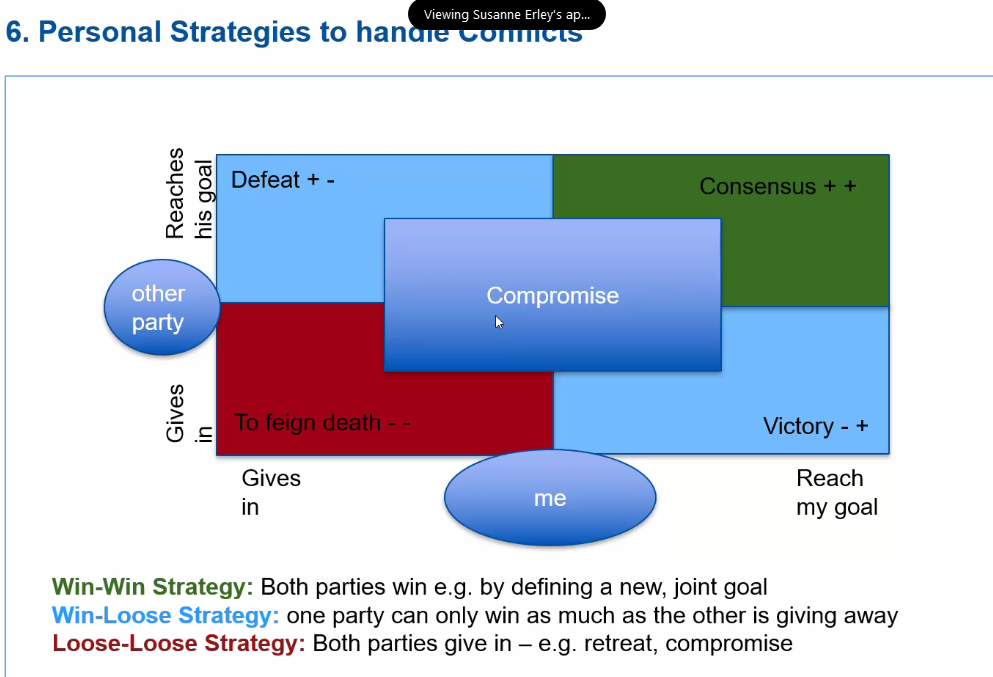 Viewing Susanne Erley's ap...
6. Personal Strategies to handle Conflicts
Reaches
his goal
Defeat + -
Consensus + +
other
party
Compromise
Gives
in
To feign death - -
Victory - +
Gives
in
me
Reach
my goal
Win-Win Strategy: Both parties win e.g. by defining a new, joint goal
Win-Loose Strategy: one party can only win as much as the other is giving away
Loose-Loose Strategy: Both parties give in – e.g. retreat, compromise